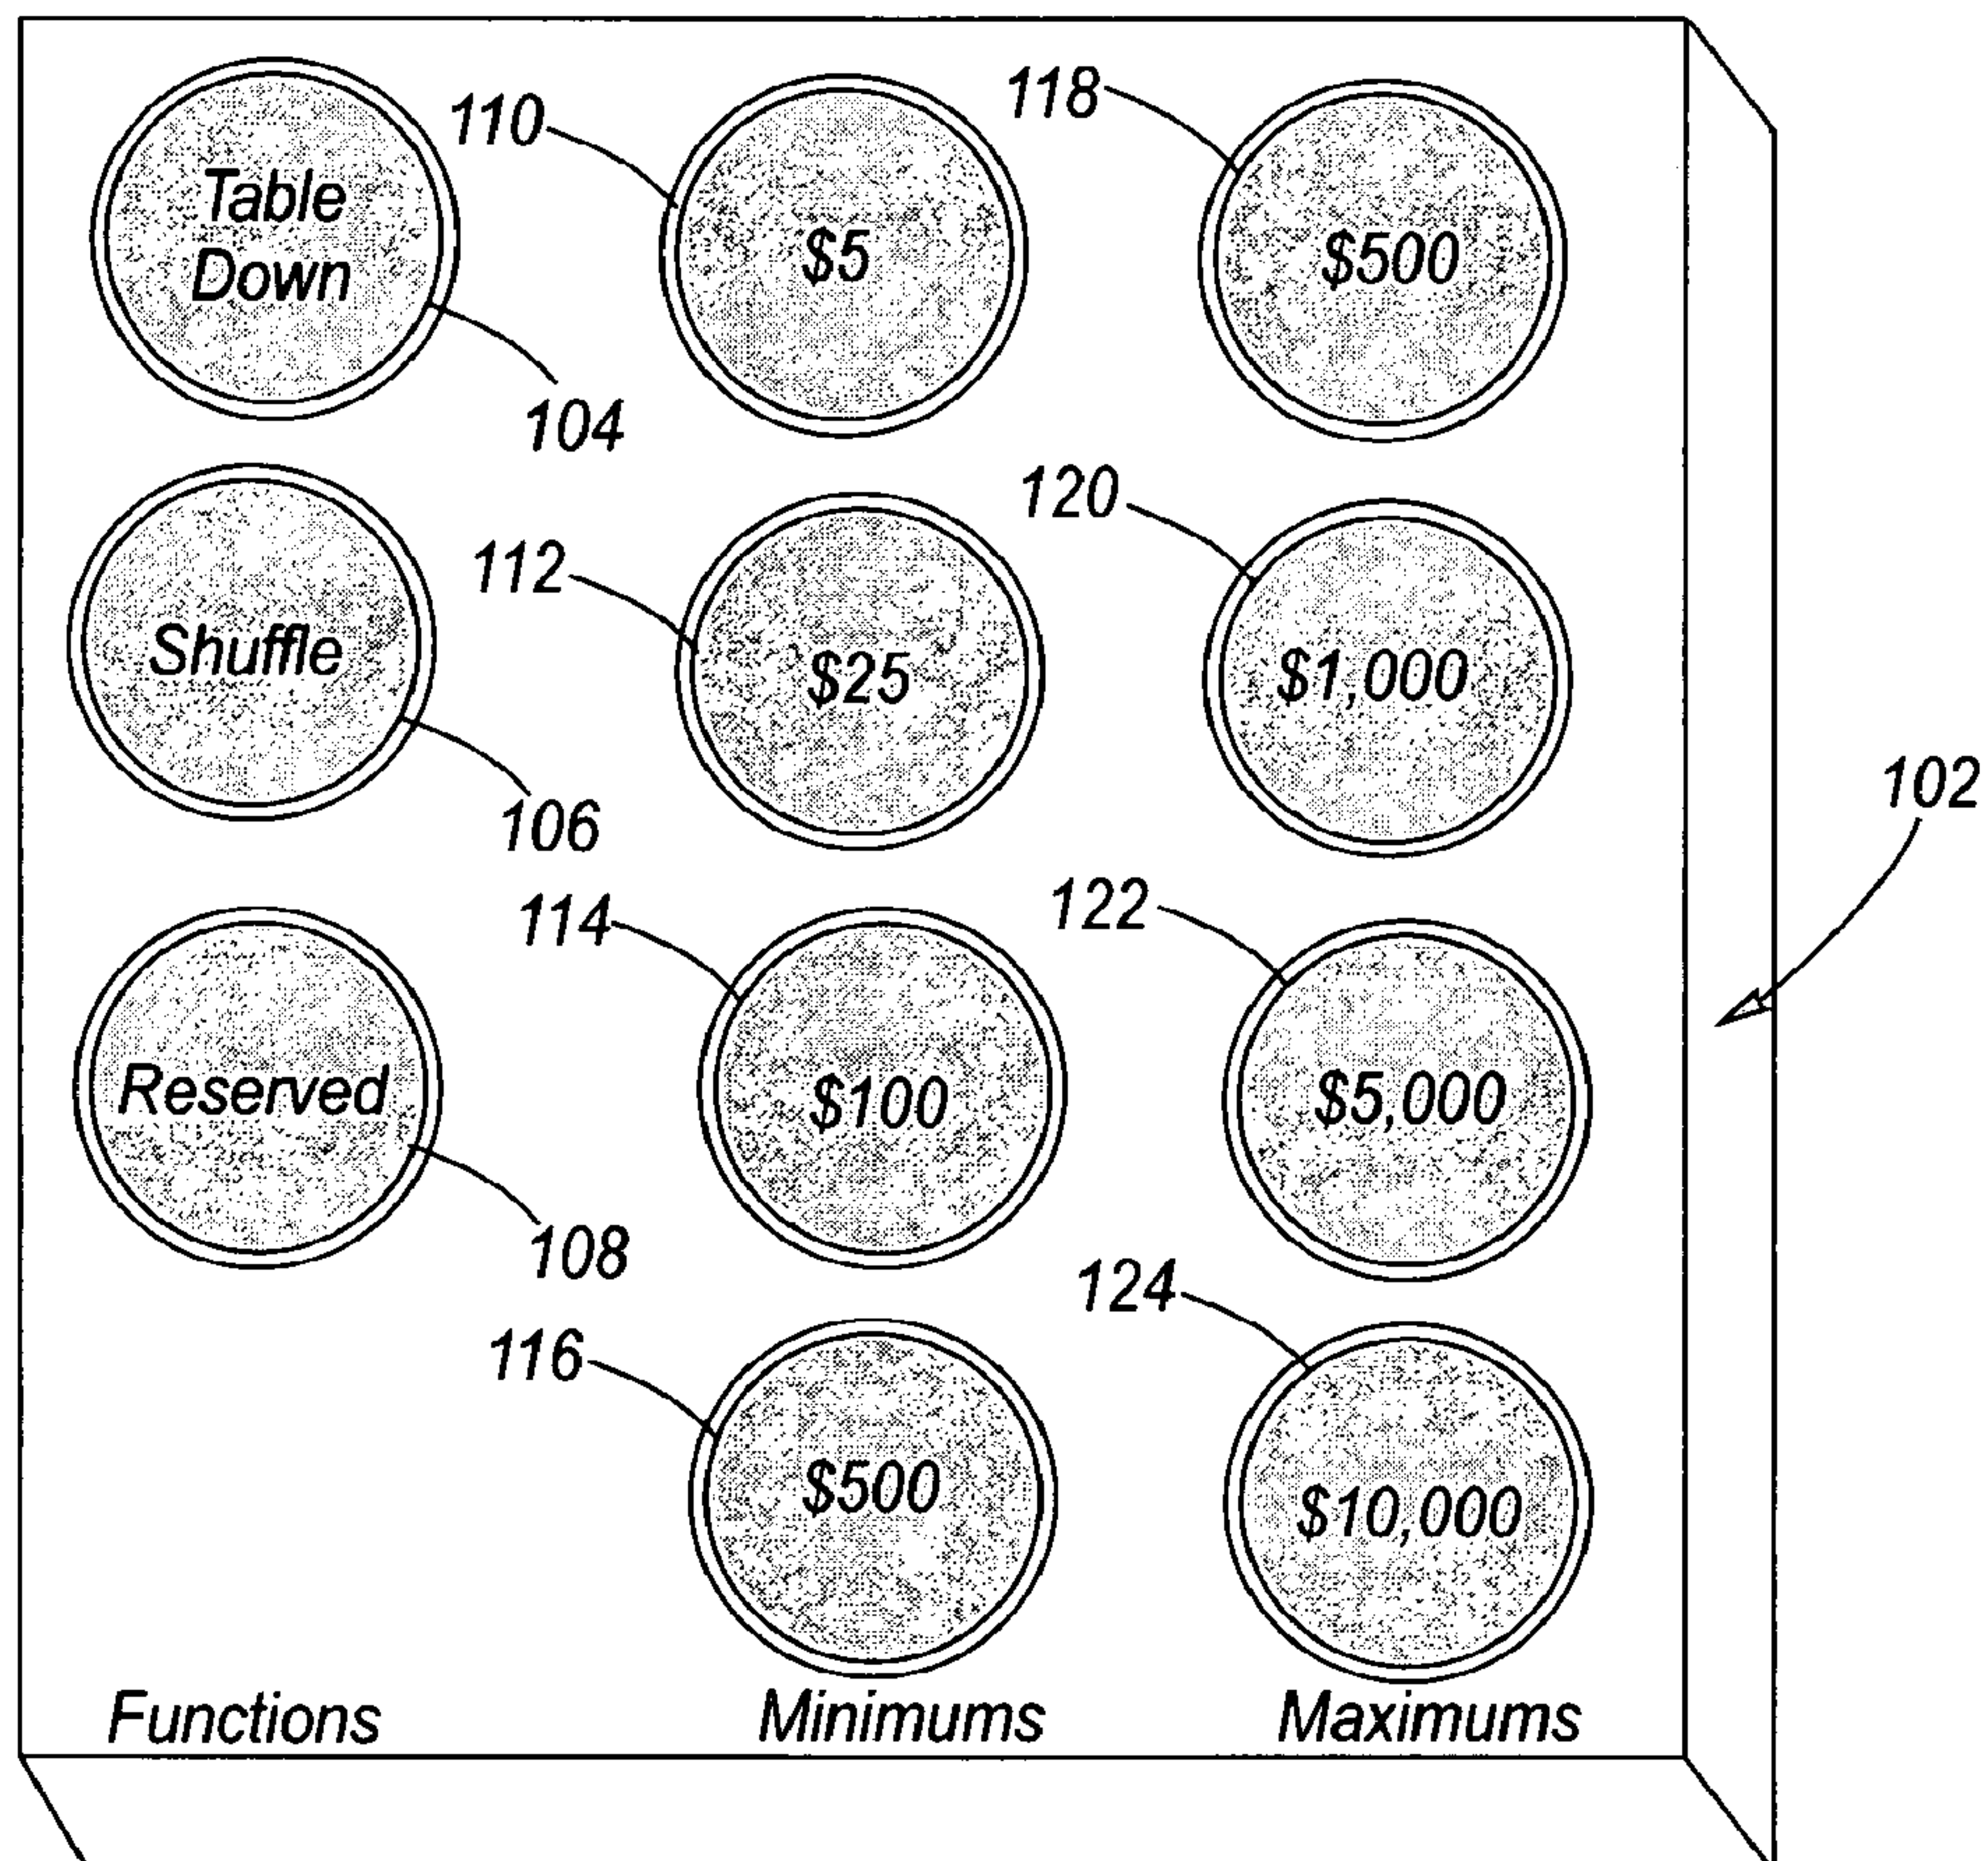 118
110
Table
Down
$5
$500
104
120
112
Shuffle
$25
$1,000
102
106
114
122
Reserved
$100
$5,000
108
124
116
$500
$10,000
Functions
Minimums
Maximums